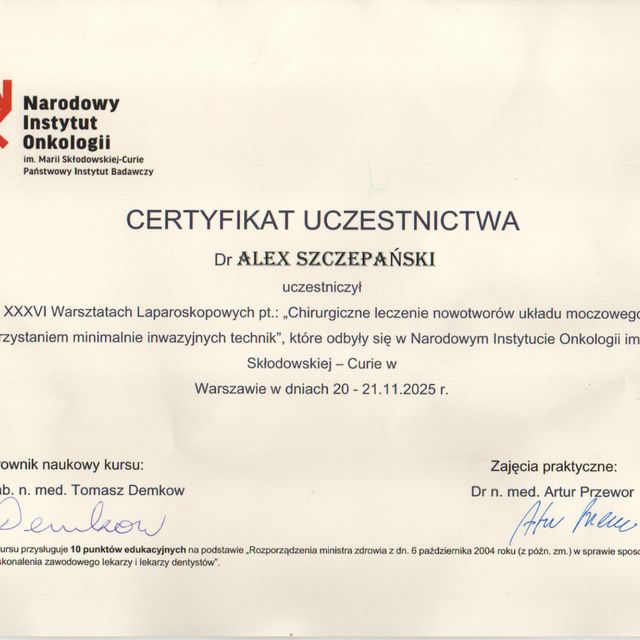 Narodowy
Instytut
Onkologii
im. Marii Skłodowskiej-Curie
Państwowy Instytut Badawczy
CERTYFIKAT UCZESTNICTWA
Dr ALEX SZCZEPAŃSKI
uczestniczył
XXXVI Warsztatach Laparoskopowych pt.: „Chirurgiczne leczenie nowotworów układu moczowego
rzystaniem minimalnie inwazyjnych technik”, które odbyły się w Narodowym Instytucie Onkologii im
Skłodowskiej – Curie w
Warszawie w dniach 20 - 21.11.2025 r.
rownik naukowy kursu:
Zajęcia praktyczne:
ab. n. med. Tomasz Demkow
Dr n. med. Artur Przewor
Demkow
ursu przysługuje 10 punktów edukacyjnych na podstawie „Rozporządzenia ministra zdrowia z dn. 6 października 2004 roku (z późn. zm.) w sprawie sposo
skonalenia zawodowego lekarzy i lekarzy dentystów”.